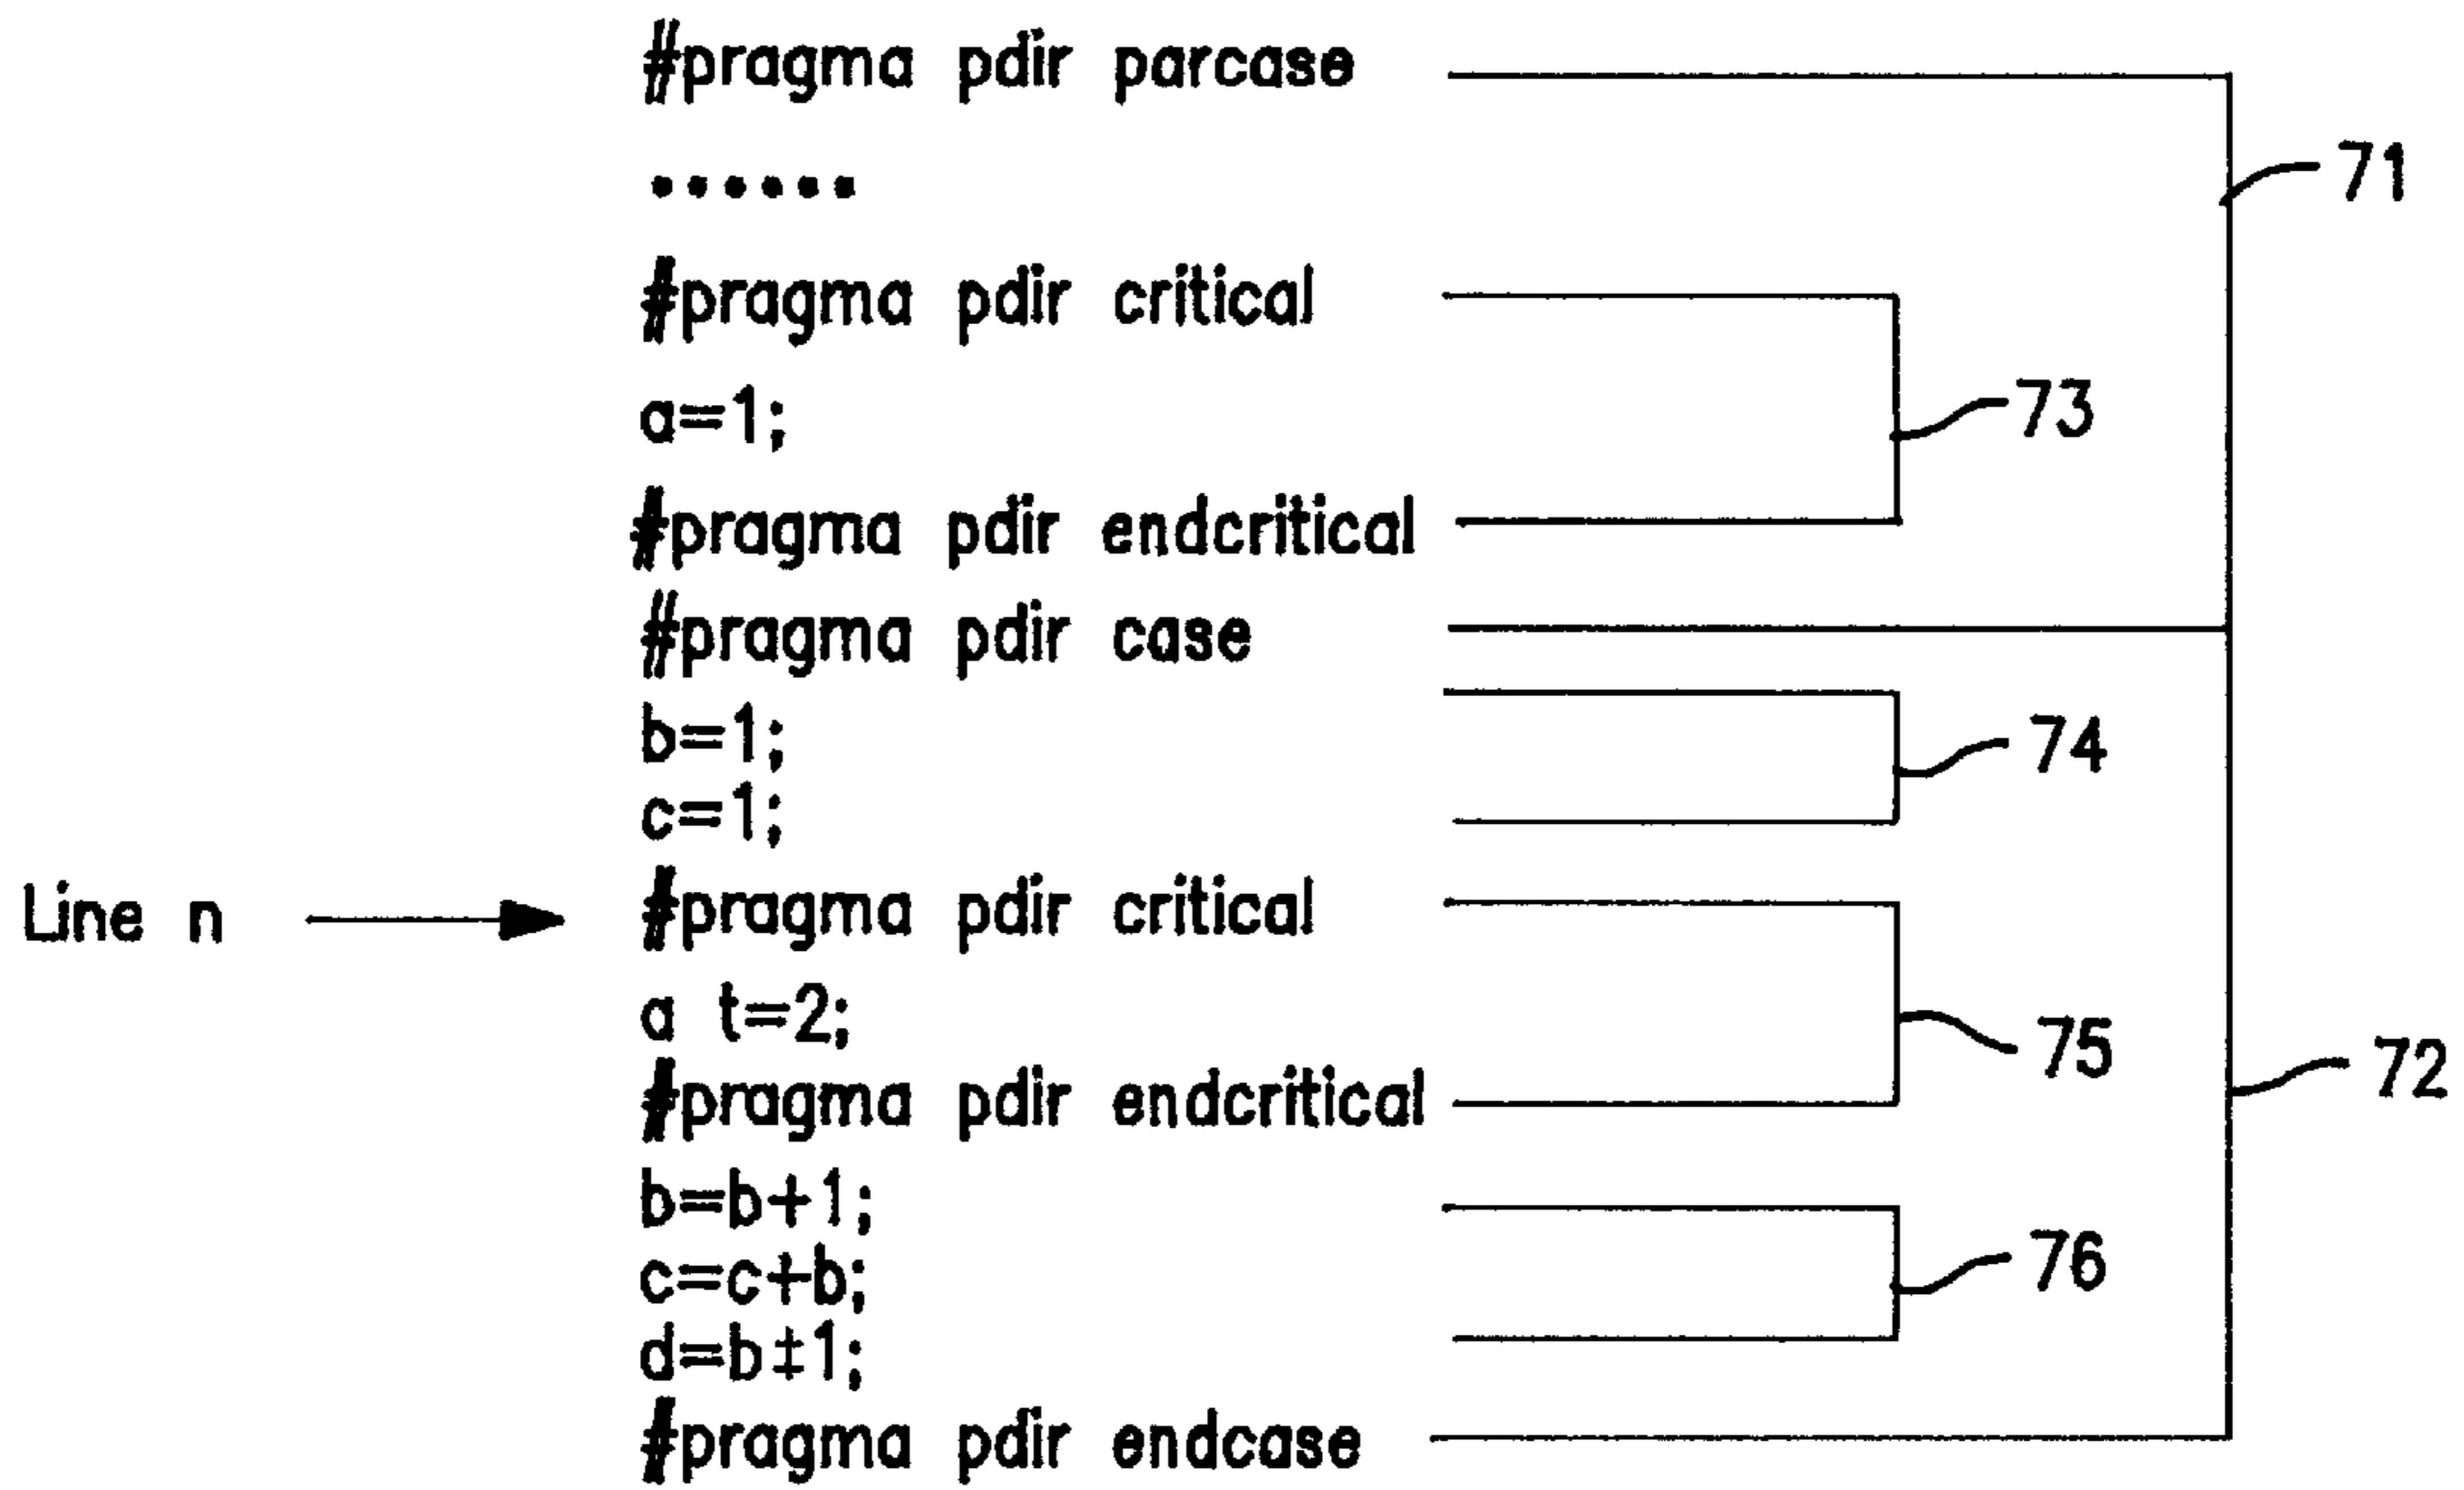 #pragma pdir parcase
71
......
#pragma pdir critical
a=1;
73
#pragma pdir endcritical
#pragma pdir case
b=1;
74
c=1;
Line n
#pragma pdir critical
a t=2;
75
72
#pragma pdir endcritical
b=b+1;
c=c+b;
76
d=b±1;
#pragma pdir endcase